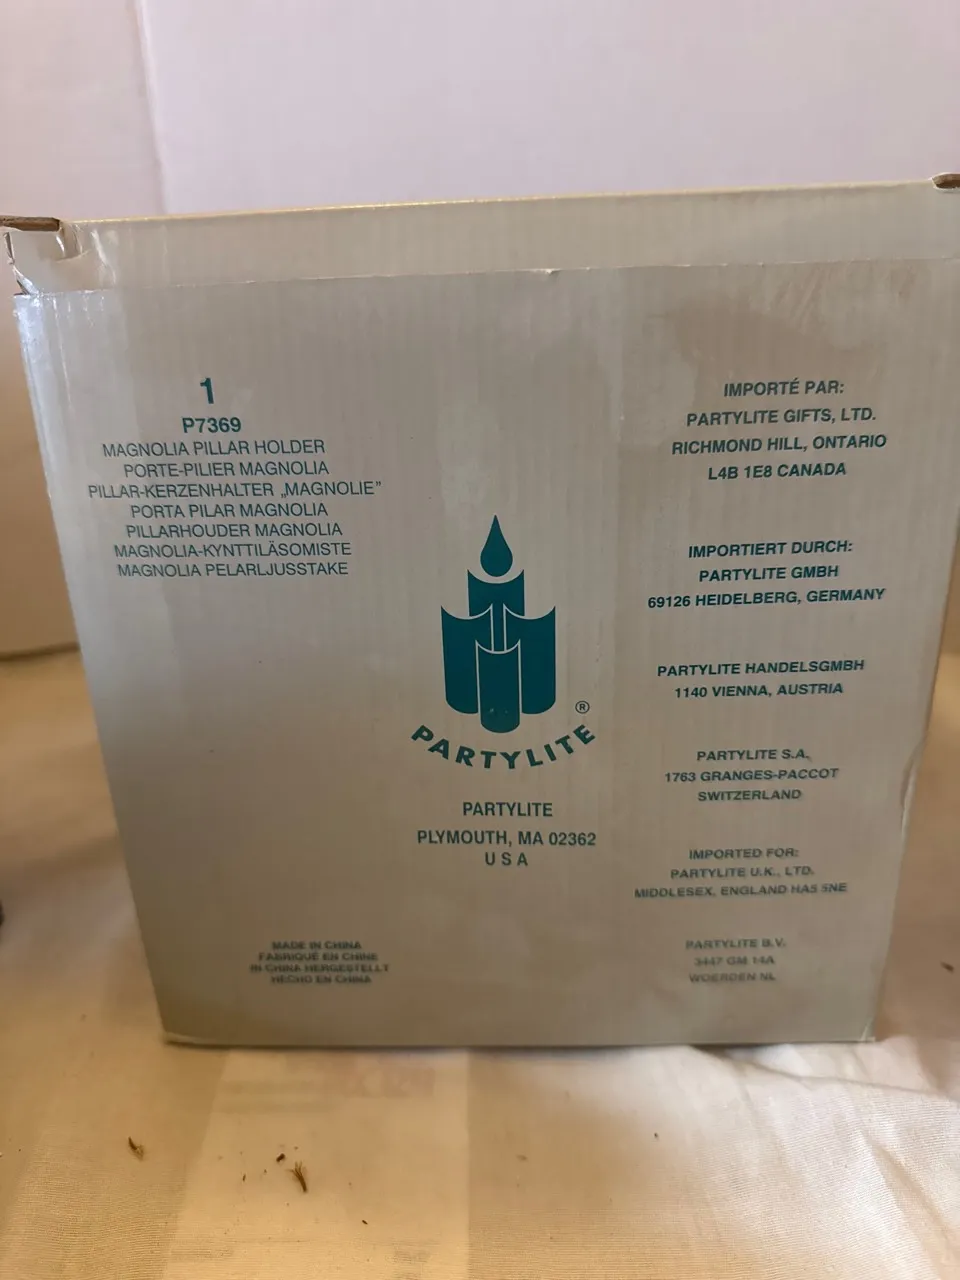 1
P7369
MAGNOLIA PILLAR HOLDER
PORTE-PILIER MAGNOLIA
PILLAR-KERZENHALTER „MAGNOLIE”
PORTA PILAR MAGNOLIA
PILLARHOUDER MAGNOLIA
MAGNOLIA-KYNTTILÄSOMISTE
MAGNOLIA PELARLJUSSTAKE
MADE IN CHINA
FABRIQUÉ EN CHINE
IN CHINA HERGESTELLT
HECHO EN CHINA
PARTYLITE ®
PARTYLITE
PLYMOUTH, MA 02362
U S A
IMPORTÉ PAR:
PARTYLITE GIFTS, LTD.
RICHMOND HILL, ONTARIO
L4B 1E8 CANADA
IMPORTIERT DURCH:
PARTYLITE GMBH
69126 HEIDELBERG, GERMANY
PARTYLITE HANDELSGMBH
1140 VIENNA, AUSTRIA
PARTYLITE S.A.
1763 GRANGES-PACCOT
SWITZERLAND
IMPORTED FOR:
PARTYLITE U.K., LTD.
MIDDLESEX, ENGLAND HA5 5NE
PARTYLITE B.V.
3447 GM 14A
WOERDEN NL